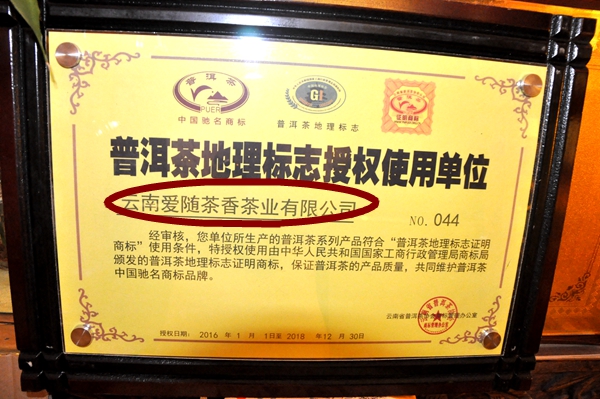 普洱茶
PUER
中国驰名商标
GI
普洱茶地理标志
普洱茶地理标志授权使用单位
云南爱随茶香茶业有限公司
NO. 044
经审核，您单位所生产的普洱茶系列产品符合“普洱茶地理标志证明
商标”使用条件，特授权使用由中华人民共和国国家工商行政管理局商标局
颁发的普洱茶地理标志证明商标，保证普洱茶的产品质量，共同维护普洱茶
中国驰名商标品牌。
授权日期：2016 年 1 月 1日至 2018 年 12 月 30日